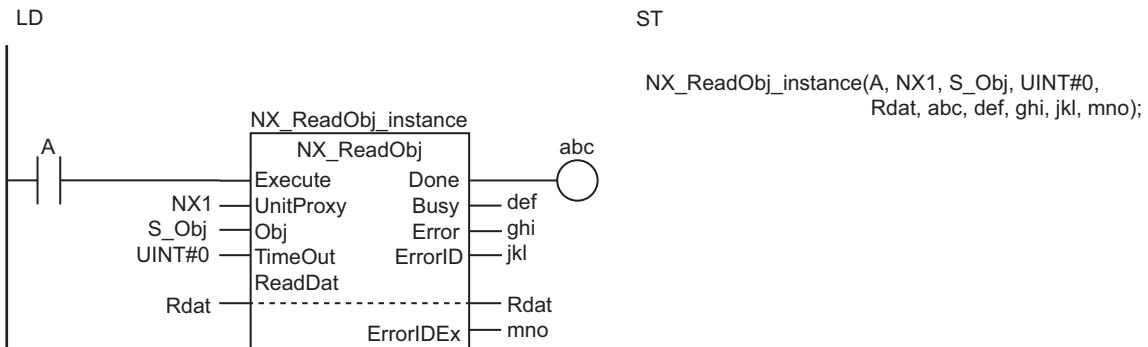 LD
ST
NX_ReadObj_instance(A, NX1, S_Obj, UINT#0,
Rdat, abc, def, ghi, jkl, mno);
NX_ReadObj_instance
A
NX_ReadObj
abc
Execute Done
NX1 UnitProxy Busy def
S_Obj Obj Error ghi
UINT#0 TimeOut ErrorID jkl
ReadDat
Rdat Rdat
ErrorIDEx mno